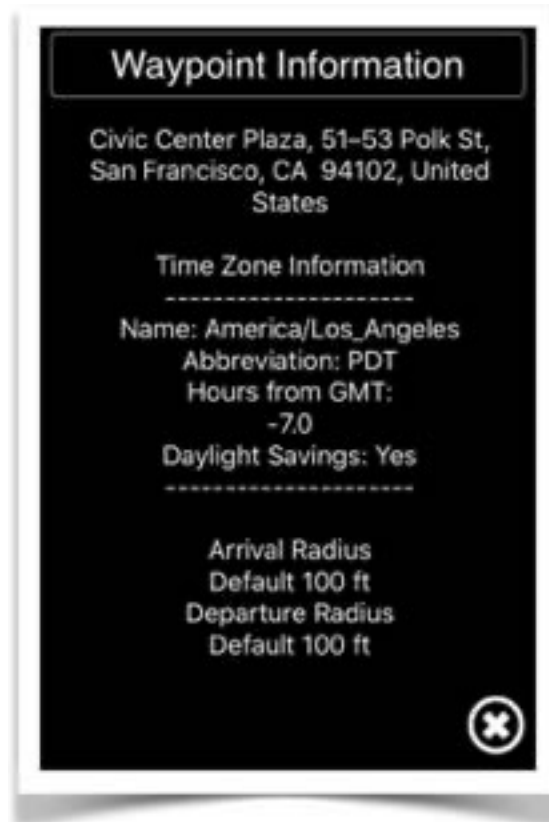 Waypoint Information
Civic Center Plaza, 51–53 Polk St,
San Francisco, CA  94102, United
States
Time Zone Information
---------------------
Name: America/Los_Angeles
Abbreviation: PDT
Hours from GMT:
-7.0
Daylight Savings: Yes
---------------------
Arrival Radius
Default 100 ft
Departure Radius
Default 100 ft